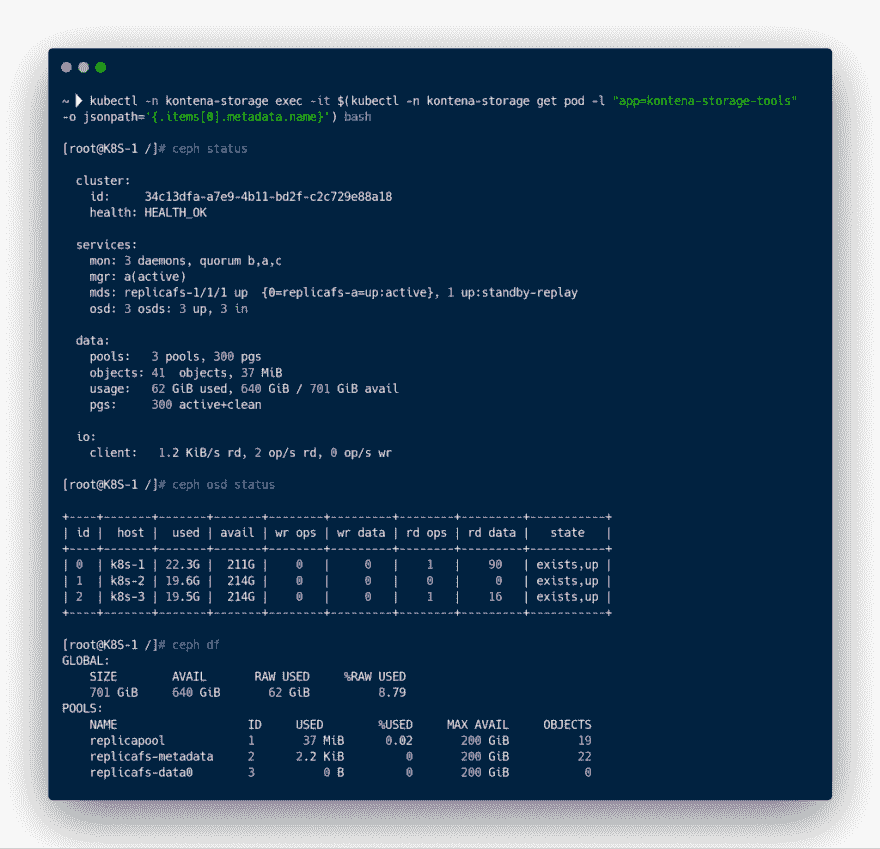 ~ ❯ kubectl -n kontena-storage exec -it $(kubectl -n kontena-storage get pod -l "app=kontena-storage-tools"
-o jsonpath='{.items[0].metadata.name}') bash
[root@K8S-1 /]# ceph status
  cluster:
    id:     34c13dfa-a7e9-4b11-bd2f-c2c729e88a18
    health: HEALTH_OK
  services:
    mon: 3 daemons, quorum b,a,c
    mgr: a(active)
    mds: replicafs-1/1/1 up  {0=replicafs-a=up:active}, 1 up:standby-replay
    osd: 3 osds: 3 up, 3 in
  data:
    pools:   3 pools, 300 pgs
    objects: 41  objects, 37 MiB
    usage:   62 GiB used, 640 GiB / 701 GiB avail
    pgs:     300 active+clean
  io:
    client:   1.2 KiB/s rd, 2 op/s rd, 0 op/s wr
[root@K8S-1 /]# ceph osd status
+----+-------+-------+-------+--------+---------+--------+---------+-----------+
| id |  host |  used | avail | wr ops | wr data | rd ops | rd data |   state   |
+----+-------+-------+-------+--------+---------+--------+---------+-----------+
| 0  | k8s-1 | 22.3G |  211G |    0   |     0   |    1   |    90   | exists,up |
| 1  | k8s-2 | 19.6G |  214G |    0   |     0   |    0   |     0   | exists,up |
| 2  | k8s-3 | 19.5G |  214G |    0   |     0   |    1   |    16   | exists,up |
+----+-------+-------+-------+--------+---------+--------+---------+-----------+
[root@K8S-1 /]# ceph df
GLOBAL:
    SIZE        AVAIL       RAW USED     %RAW USED
    701 GiB     640 GiB       62 GiB          8.79
POOLS:
    NAME                   ID     USED        %USED     MAX AVAIL     OBJECTS
    replicapool            1       37 MiB      0.02       200 GiB          19
    replicafs-metadata     2      2.2 KiB         0       200 GiB          22
    replicafs-data0        3          0 B         0       200 GiB           0